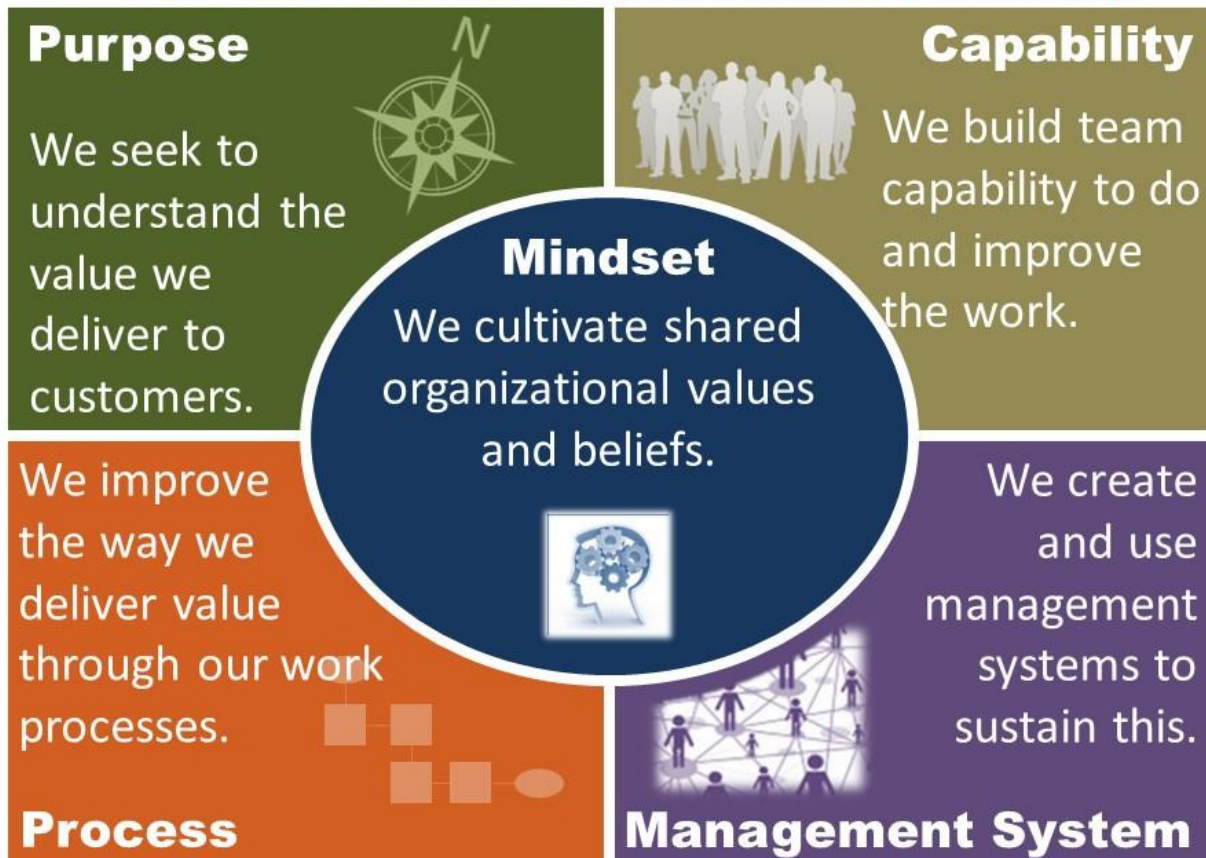 Purpose
N
We seek to
understand the
value we
deliver to
customers.
Capability
We build team
capability to do
and improve
the work.
Mindset
We cultivate shared
organizational values
and beliefs.
We improve
the way we
deliver value
through our work
processes.
Process
We create
and use
management
systems to
sustain this.
Management System